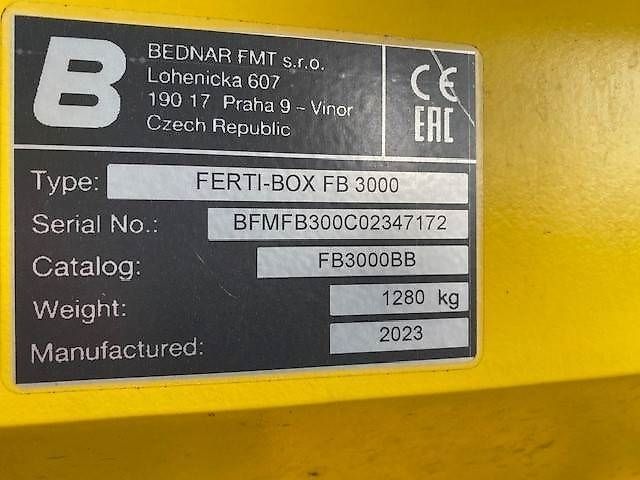 B
BEDNAR FMT s.r.o.
Lohenicka 607
190 17 Praha 9 – Vinor
Czech Republic
CE
EAC
Type: FERTI-BOX FB 3000
Serial No.: BFMFB300C02347172
Catalog: FB3000BB
Weight: 1280 kg
Manufactured: 2023